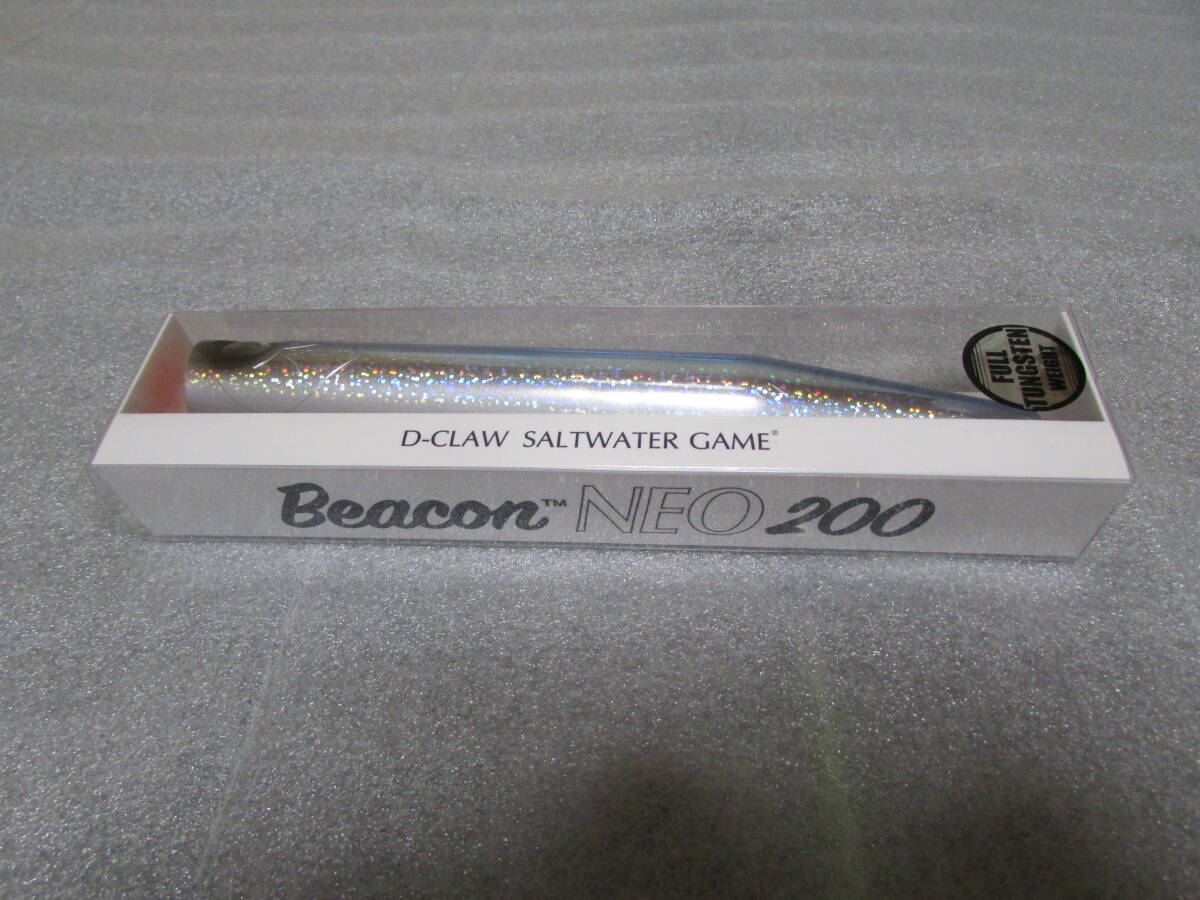 FULL
TUNGSTEN
WEIGHT
D-CLAW SALTWATER GAME®
Beacon™ NEO 200